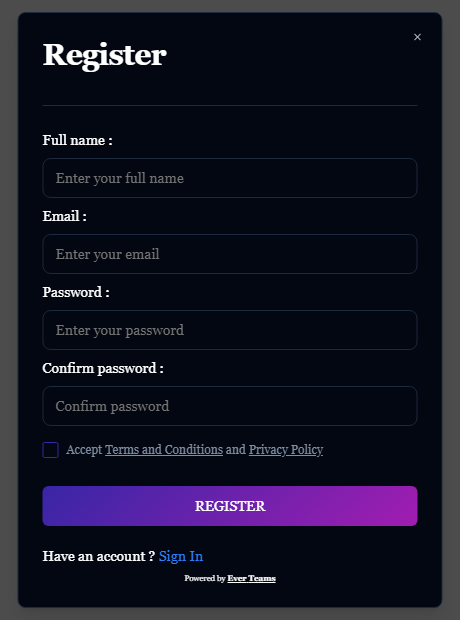 ×
Register
Full name :
Enter your full name
Email :
Enter your email
Password :
Enter your password
Confirm password :
Confirm password
Accept Terms and Conditions and Privacy Policy
REGISTER
Have an account ? Sign In
Powered by Ever Teams